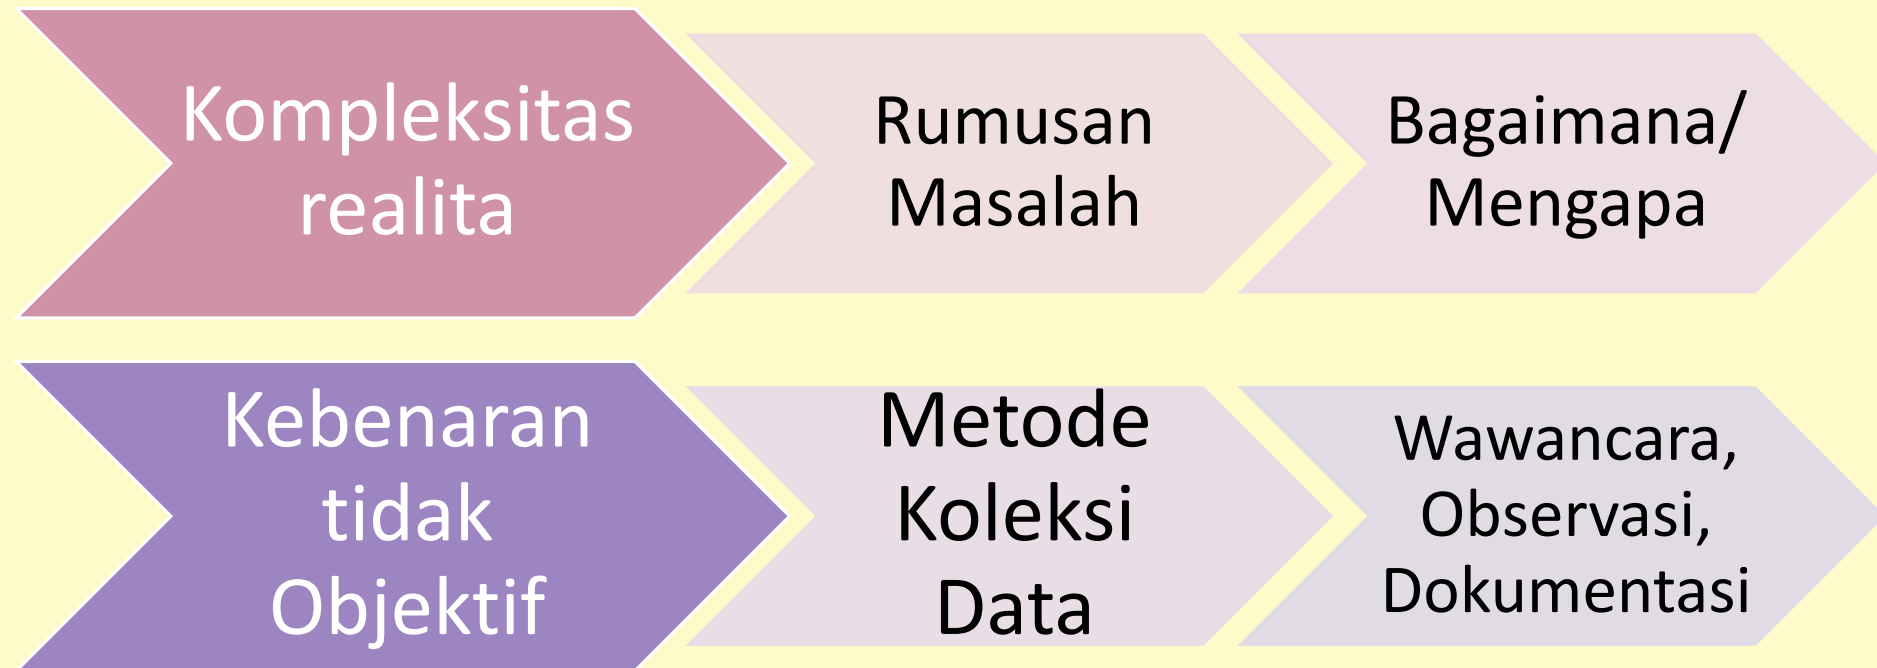 Kompleksitas
realita
Rumusan
Masalah
Bagaimana/
Mengapa
Kebenaran
tidak
Objektif
Metode
Koleksi
Data
Wawancara,
Observasi,
Dokumentasi